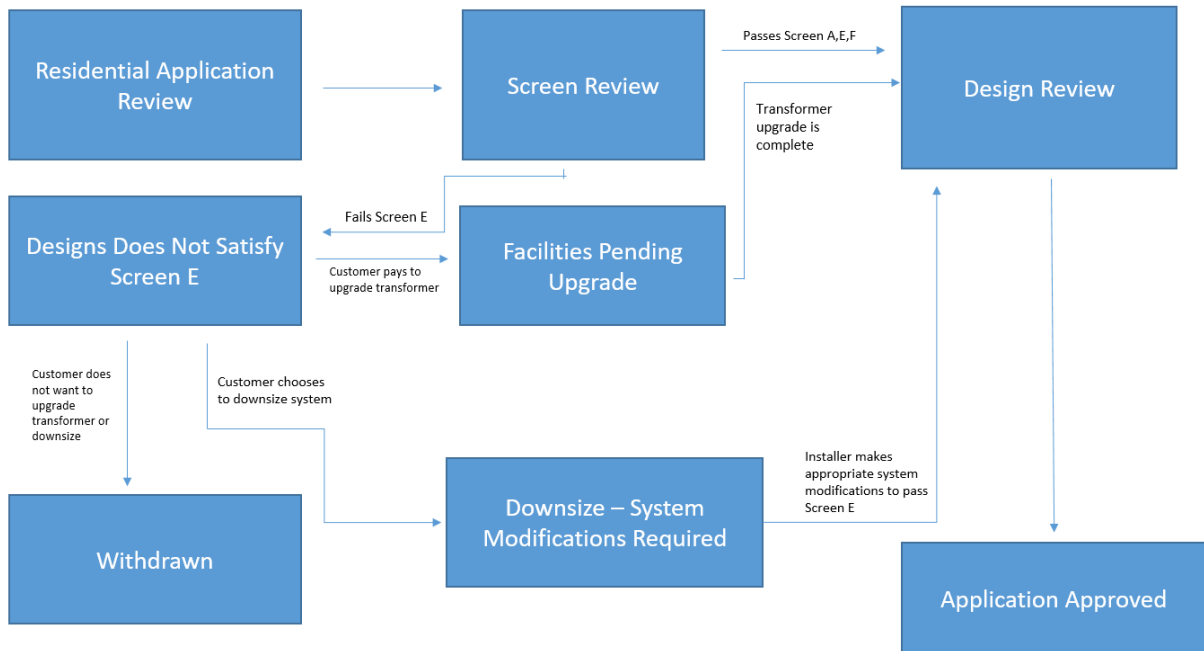 Residential Application
Review
Screen Review
Passes Screen A,E,F
Design Review
Transformer
upgrade is
complete
Fails Screen E
Designs Does Not Satisfy
Screen E
Customer pays to
upgrade transformer
Facilities Pending
Upgrade
Customer does
not want to
upgrade
transformer or
downsize
Customer chooses
to downsize system
Withdrawn
Downsize – System
Modifications Required
Installer makes
appropriate system
modifications to pass
Screen E
Application Approved